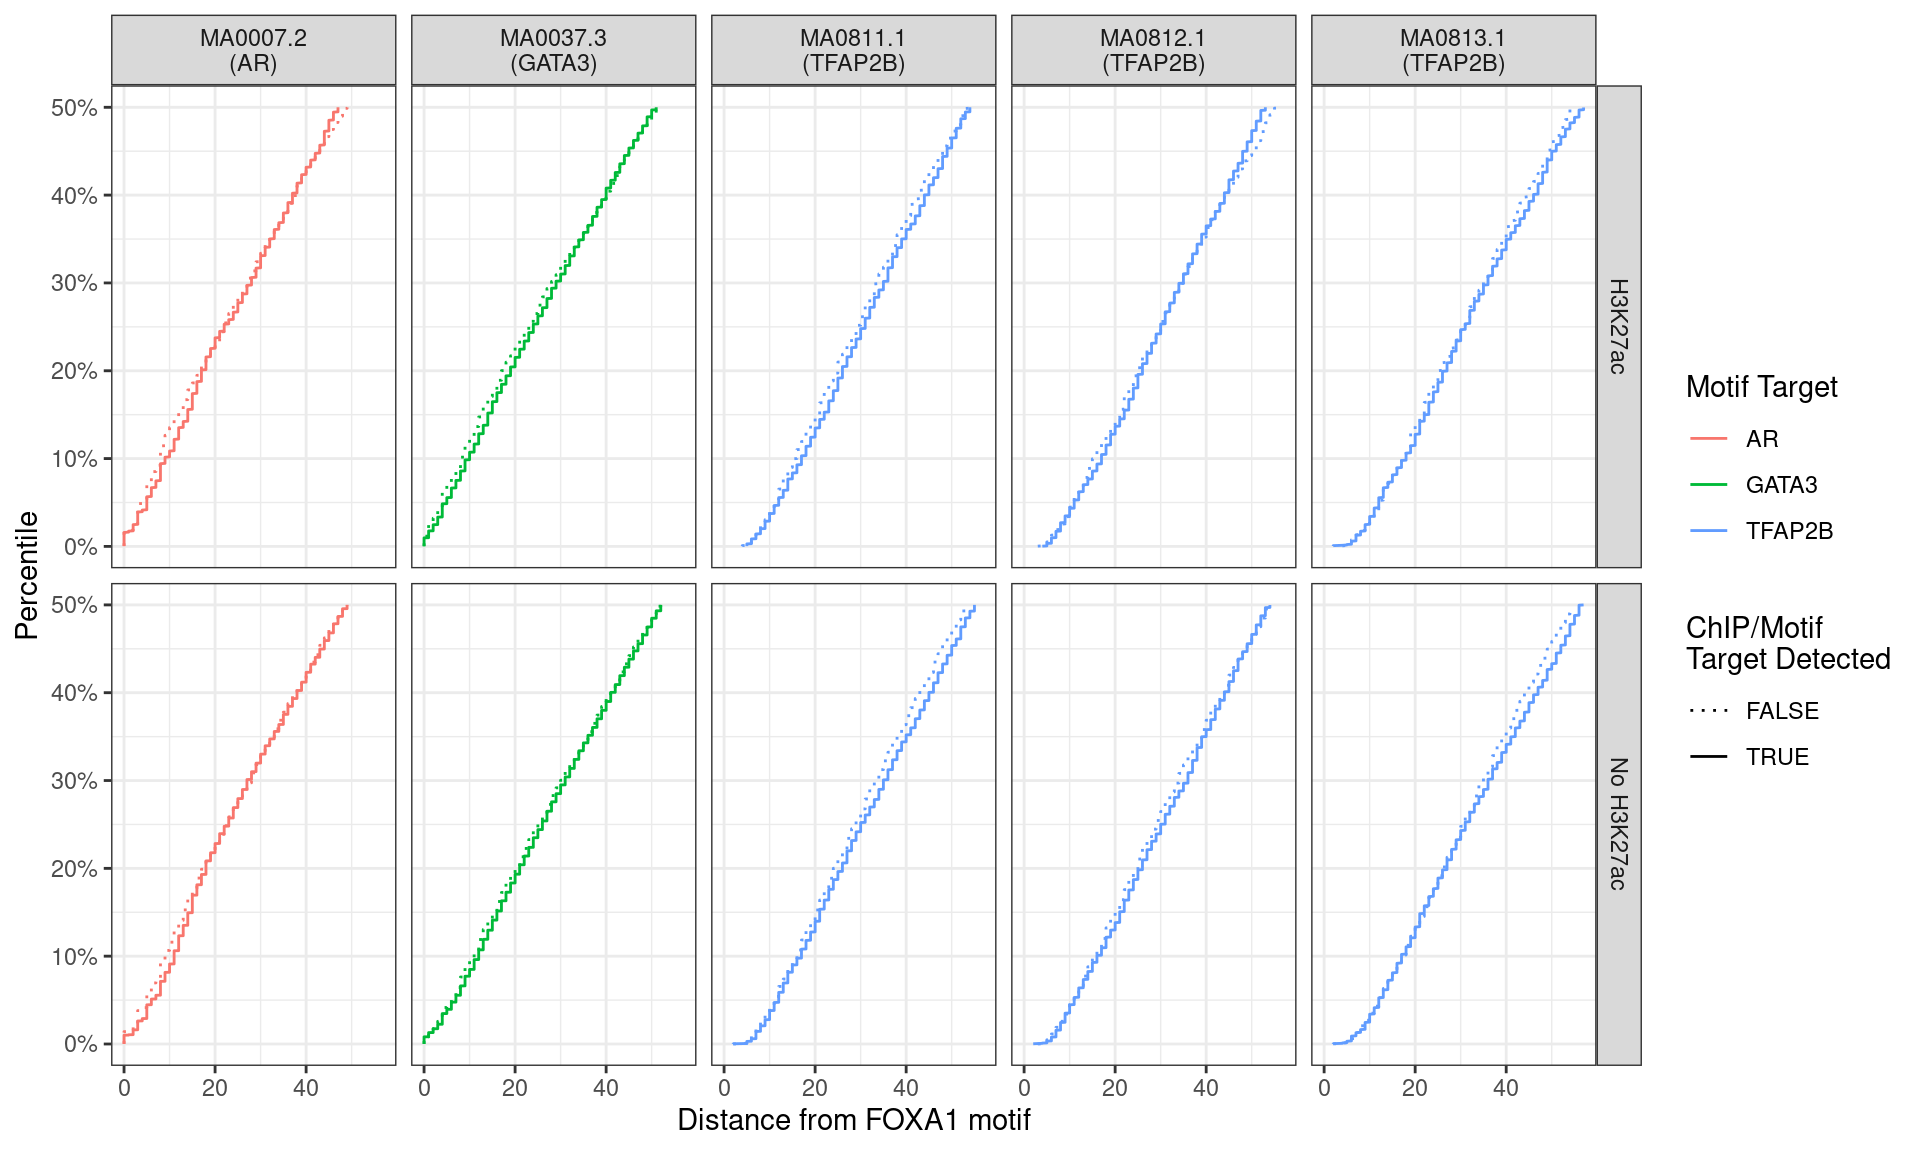 MA0007.2
(AR)
MA0037.3
(GATA3)
MA0811.1
(TFAP2B)
MA0812.1
(TFAP2B)
MA0813.1
(TFAP2B)
50%
40%
30%
20%
10%
0%
H3K27ac
50%
40%
30%
20%
10%
0%
No H3K27ac
Percentile
0 20 40
0 20 40
0 20 40
0 20 40
0 20 40
Distance from FOXA1 motif
Motif Target
AR
GATA3
TFAP2B
ChIP/Motif
Target Detected
FALSE
TRUE